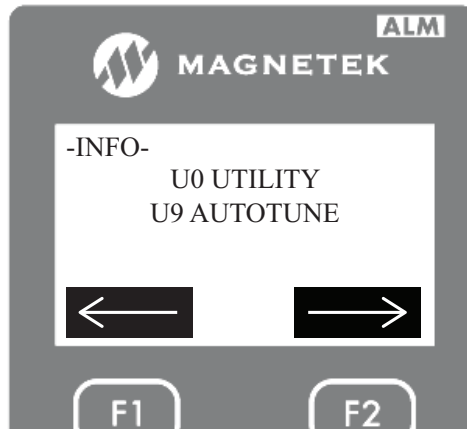 ALM
MAGNETEK
-INFO-
U0 UTILITY
U9 AUTOTUNE
F1
F2